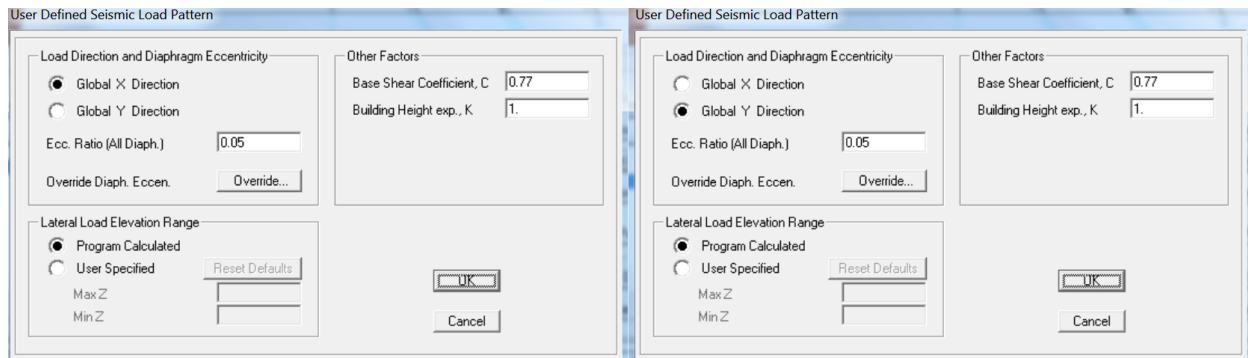 User Defined Seismic Load Pattern
Load Direction and Diaphragm Eccentricity
Global X Direction
Global Y Direction
Ecc. Ratio (All Diaph.) 0.05
Override Diaph. Eccen. Override...
Other Factors
Base Shear Coefficient, C 0.77
Building Height exp., K 1.
Lateral Load Elevation Range
Program Calculated
User Specified Reset Defaults
Max Z
Min Z
OK
Cancel
User Defined Seismic Load Pattern
Load Direction and Diaphragm Eccentricity
Global X Direction
Global Y Direction
Ecc. Ratio (All Diaph.) 0.05
Override Diaph. Eccen. Override...
Other Factors
Base Shear Coefficient, C 0.77
Building Height exp., K 1.
Lateral Load Elevation Range
Program Calculated
User Specified Reset Defaults
Max Z
Min Z
OK
Cancel